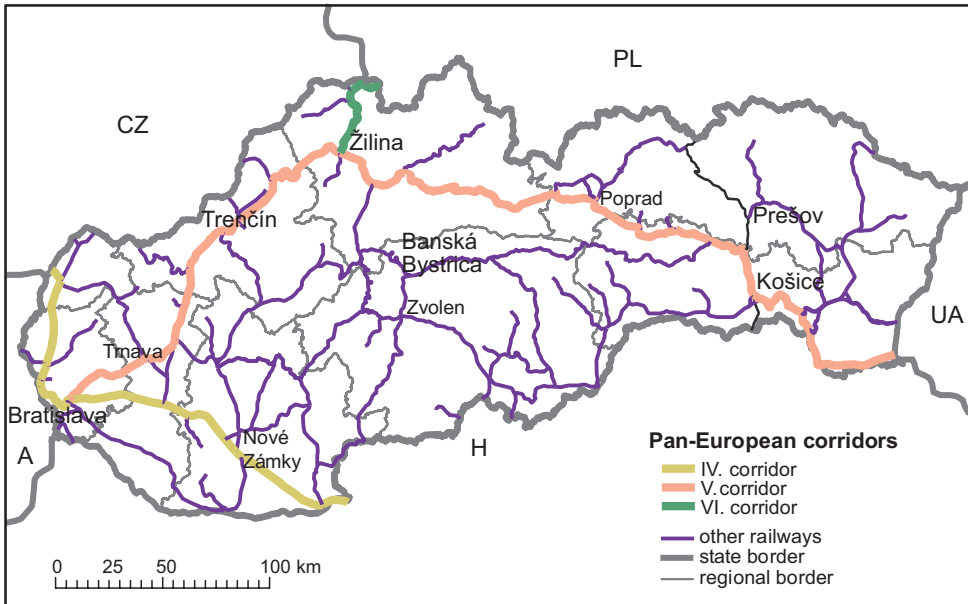 PL
CZ
Žilina
Trenčín
Poprad
Prešov
Banská
Bystrica
Košice
Zvolen
UA
Trnava
Bratislava
Nové
Zámky
A
H
Pan-European corridors
IV. corridor
V. corridor
VI. corridor
other railways
state border
regional border
0 25 50 100 km